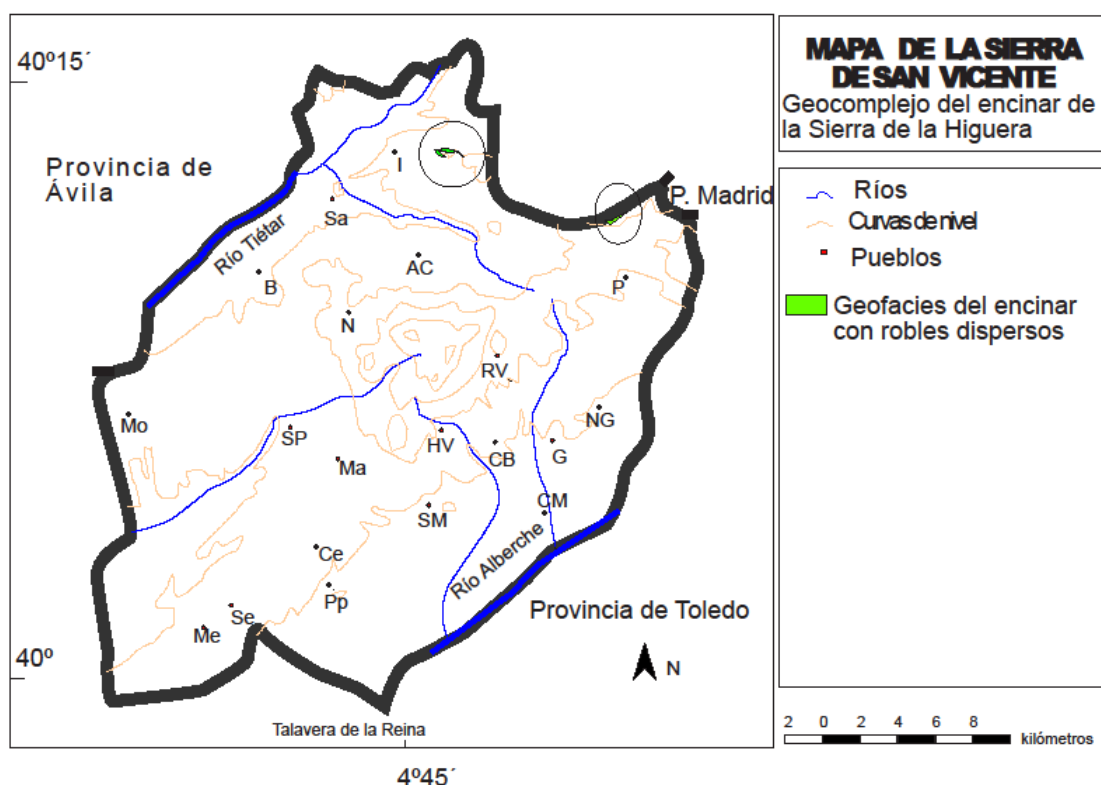 40º15´
Provincia de
Ávila
I
Sa
Río Tiétar
B
AC
N
P. Madrid
P
RV
Mo
SP
Ma
HV
CB
G
NG
SM
CM
Ce
Pp
Río Alberche
Se
Me
Provincia de Toledo
N
40º
Talavera de la Reina
4º45´
MAPA DE LA SIERRA
DE SAN VICENTE
Geocomplejo del encinar de
la Sierra de la Higuera
Ríos
Curvas de nivel
Pueblos
Geofacies del encinar
con robles dispersos
2 0 2 4 6 8
kilómetros